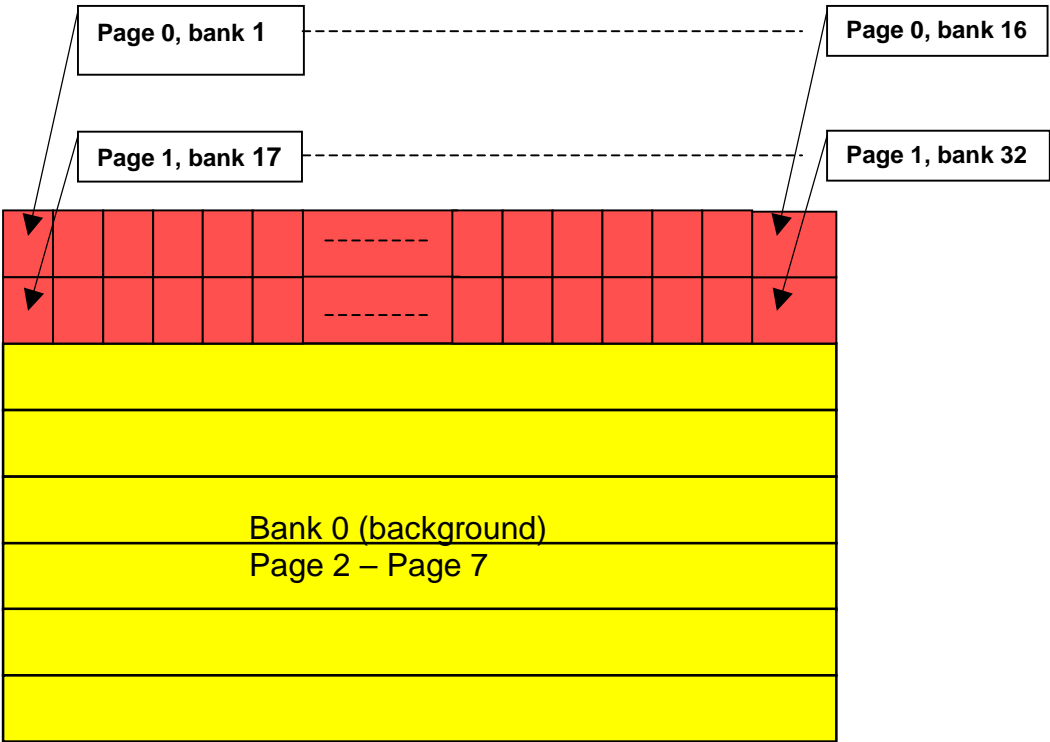 Page 0, bank 1
Page 0, bank 16
Page 1, bank 17
Page 1, bank 32
Bank 0 (background)
Page 2 – Page 7